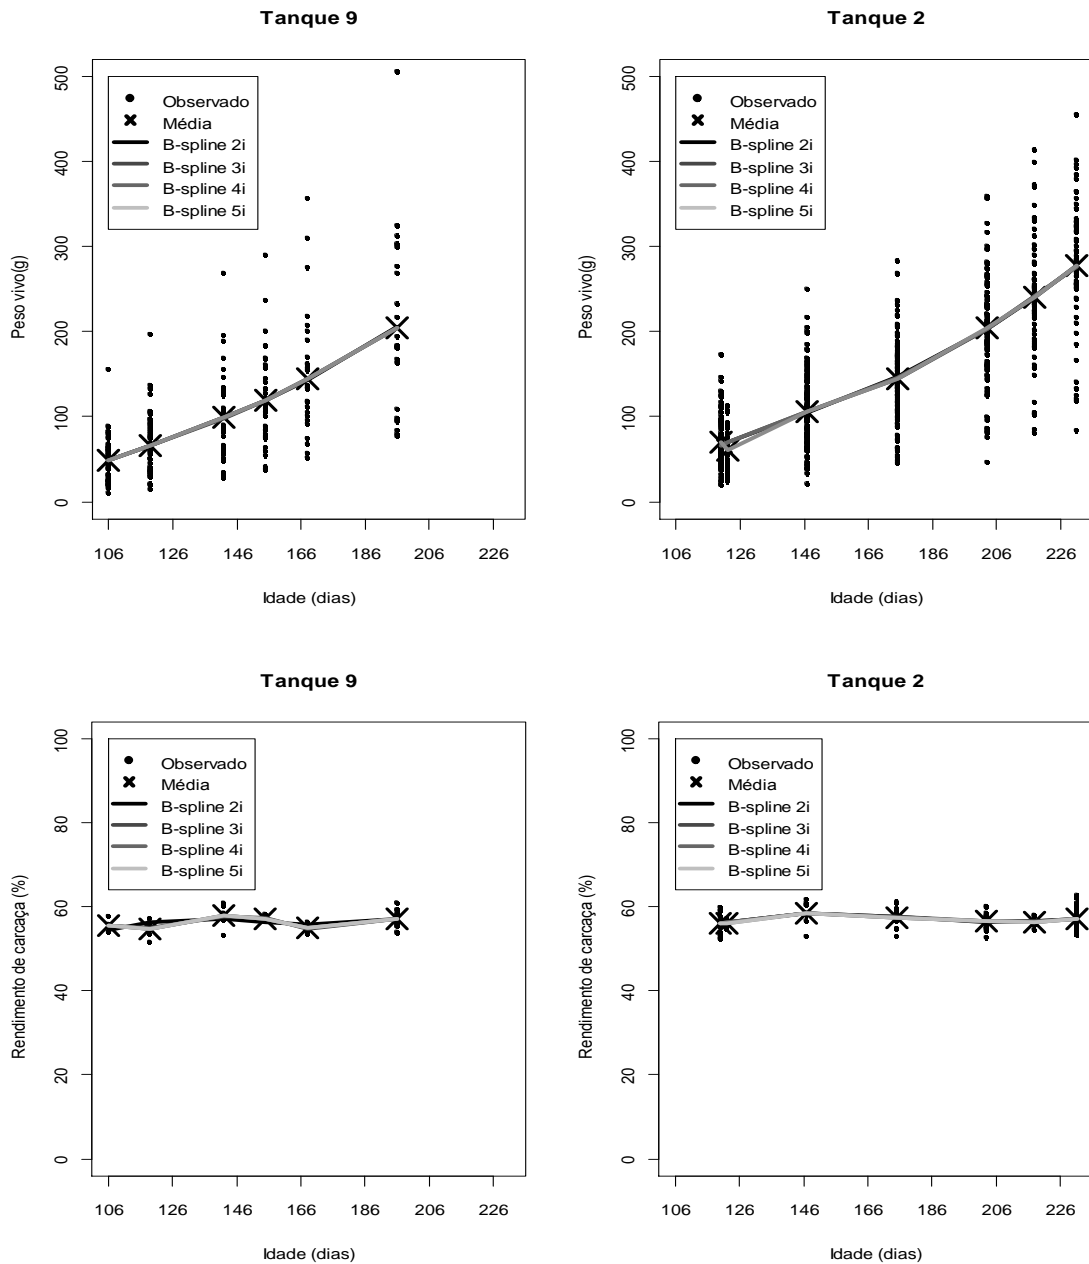 Tanque 9
Peso vivo(g)
500
400
300
200
100
0
Observado
Média
B-spline 2i
B-spline 3i
B-spline 4i
B-spline 5i
106 126 146 166 186 206 226
Idade (dias)
Tanque 2
Peso vivo(g)
500
400
300
200
100
0
Observado
Média
B-spline 2i
B-spline 3i
B-spline 4i
B-spline 5i
106 126 146 166 186 206 226
Idade (dias)
Tanque 9
Rendimento de carcaça (%)
100
80
60
40
20
0
Observado
Média
B-spline 2i
B-spline 3i
B-spline 4i
B-spline 5i
106 126 146 166 186 206 226
Idade (dias)
Tanque 2
Rendimento de carcaça (%)
100
80
60
40
20
0
Observado
Média
B-spline 2i
B-spline 3i
B-spline 4i
B-spline 5i
106 126 146 166 186 206 226
Idade (dias)